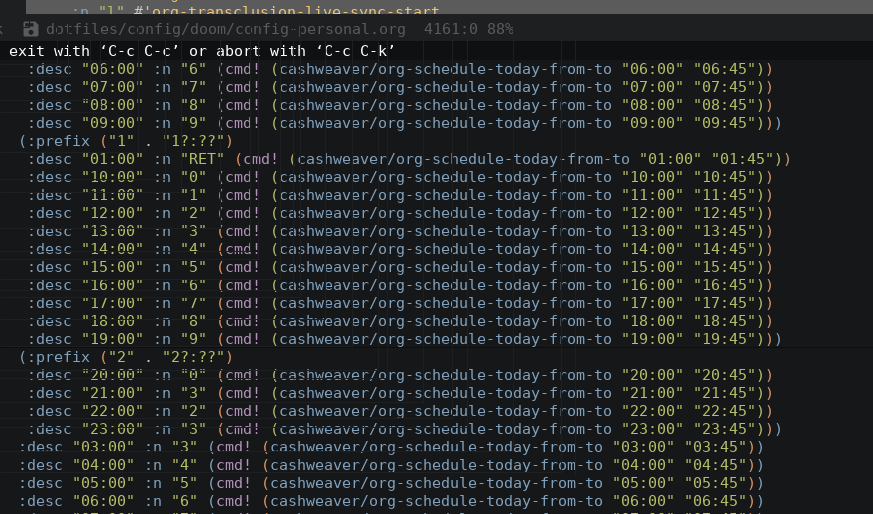 :n "l" #'org-transclusion-live-sync-start
dotfiles/config/doom/config-personal.org 4161:0 88%
exit with ‘C-c C-c’ or abort with ‘C-c C-k’
:desc "06:00" :n "6" (cmd! (cashweaver/org-schedule-today-from-to "06:00" "06:45"))
:desc "07:00" :n "7" (cmd! (cashweaver/org-schedule-today-from-to "07:00" "07:45"))
:desc "08:00" :n "8" (cmd! (cashweaver/org-schedule-today-from-to "08:00" "08:45"))
:desc "09:00" :n "9" (cmd! (cashweaver/org-schedule-today-from-to "09:00" "09:45")))
(:prefix ("1" . "1?:??")
:desc "01:00" :n "RET" (cmd! (cashweaver/org-schedule-today-from-to "01:00" "01:45"))
:desc "10:00" :n "0" (cmd! (cashweaver/org-schedule-today-from-to "10:00" "10:45"))
:desc "11:00" :n "1" (cmd! (cashweaver/org-schedule-today-from-to "11:00" "11:45"))
:desc "12:00" :n "2" (cmd! (cashweaver/org-schedule-today-from-to "12:00" "12:45"))
:desc "13:00" :n "3" (cmd! (cashweaver/org-schedule-today-from-to "13:00" "13:45"))
:desc "14:00" :n "4" (cmd! (cashweaver/org-schedule-today-from-to "14:00" "14:45"))
:desc "15:00" :n "5" (cmd! (cashweaver/org-schedule-today-from-to "15:00" "15:45"))
:desc "16:00" :n "6" (cmd! (cashweaver/org-schedule-today-from-to "16:00" "16:45"))
:desc "17:00" :n "7" (cmd! (cashweaver/org-schedule-today-from-to "17:00" "17:45"))
:desc "18:00" :n "8" (cmd! (cashweaver/org-schedule-today-from-to "18:00" "18:45"))
:desc "19:00" :n "9" (cmd! (cashweaver/org-schedule-today-from-to "19:00" "19:45")))
(:prefix ("2" . "2?:??")
:desc "20:00" :n "0" (cmd! (cashweaver/org-schedule-today-from-to "20:00" "20:45"))
:desc "21:00" :n "3" (cmd! (cashweaver/org-schedule-today-from-to "21:00" "21:45"))
:desc "22:00" :n "2" (cmd! (cashweaver/org-schedule-today-from-to "22:00" "22:45"))
:desc "23:00" :n "3" (cmd! (cashweaver/org-schedule-today-from-to "23:00" "23:45")))
:desc "03:00" :n "3" (cmd! (cashweaver/org-schedule-today-from-to "03:00" "03:45"))
:desc "04:00" :n "4" (cmd! (cashweaver/org-schedule-today-from-to "04:00" "04:45"))
:desc "05:00" :n "5" (cmd! (cashweaver/org-schedule-today-from-to "05:00" "05:45"))
:desc "06:00" :n "6" (cmd! (cashweaver/org-schedule-today-from-to "06:00" "06:45"))